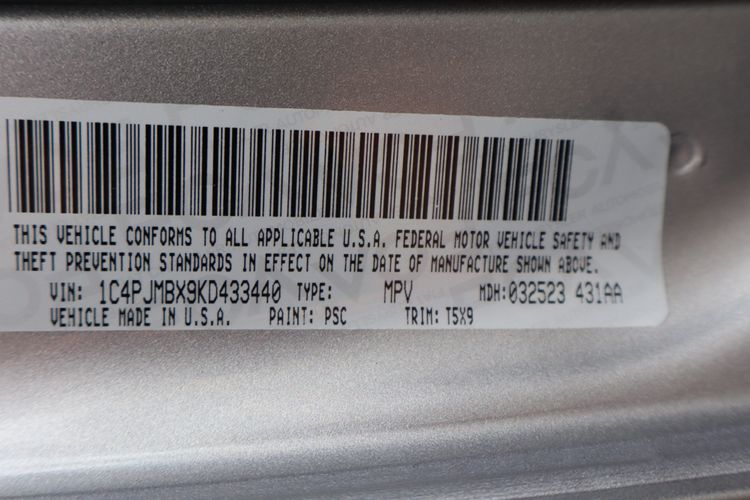 THIS VEHICLE CONFORMS TO ALL APPLICABLE U.S.A. FEDERAL MOTOR VEHICLE SAFETY AND
THEFT PREVENTION STANDARDS IN EFFECT ON THE DATE OF MANUFACTURE SHOWN ABOVE.
VIN: 1C4PJMBX9KD433440 TYPE: MPV MDH:032523 431AA
VEHICLE MADE IN U.S.A. PAINT: PSC TRIM: T5X9